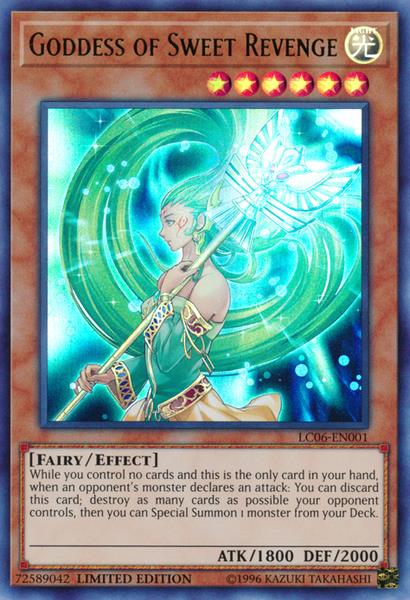 GODDESS OF SWEET REVENGE
LIGHT
光
LC06-EN001
[FAIRY/EFFECT]
While you control no cards and this is the only card in your hand,
when an opponent's monster declares an attack: You can discard
this card; destroy as many cards as possible your opponent
controls, then you can Special Summon 1 monster from your Deck.
ATK/1800 DEF/2000
72589042 LIMITED EDITION ©1996 KAZUKI TAKAHASHI